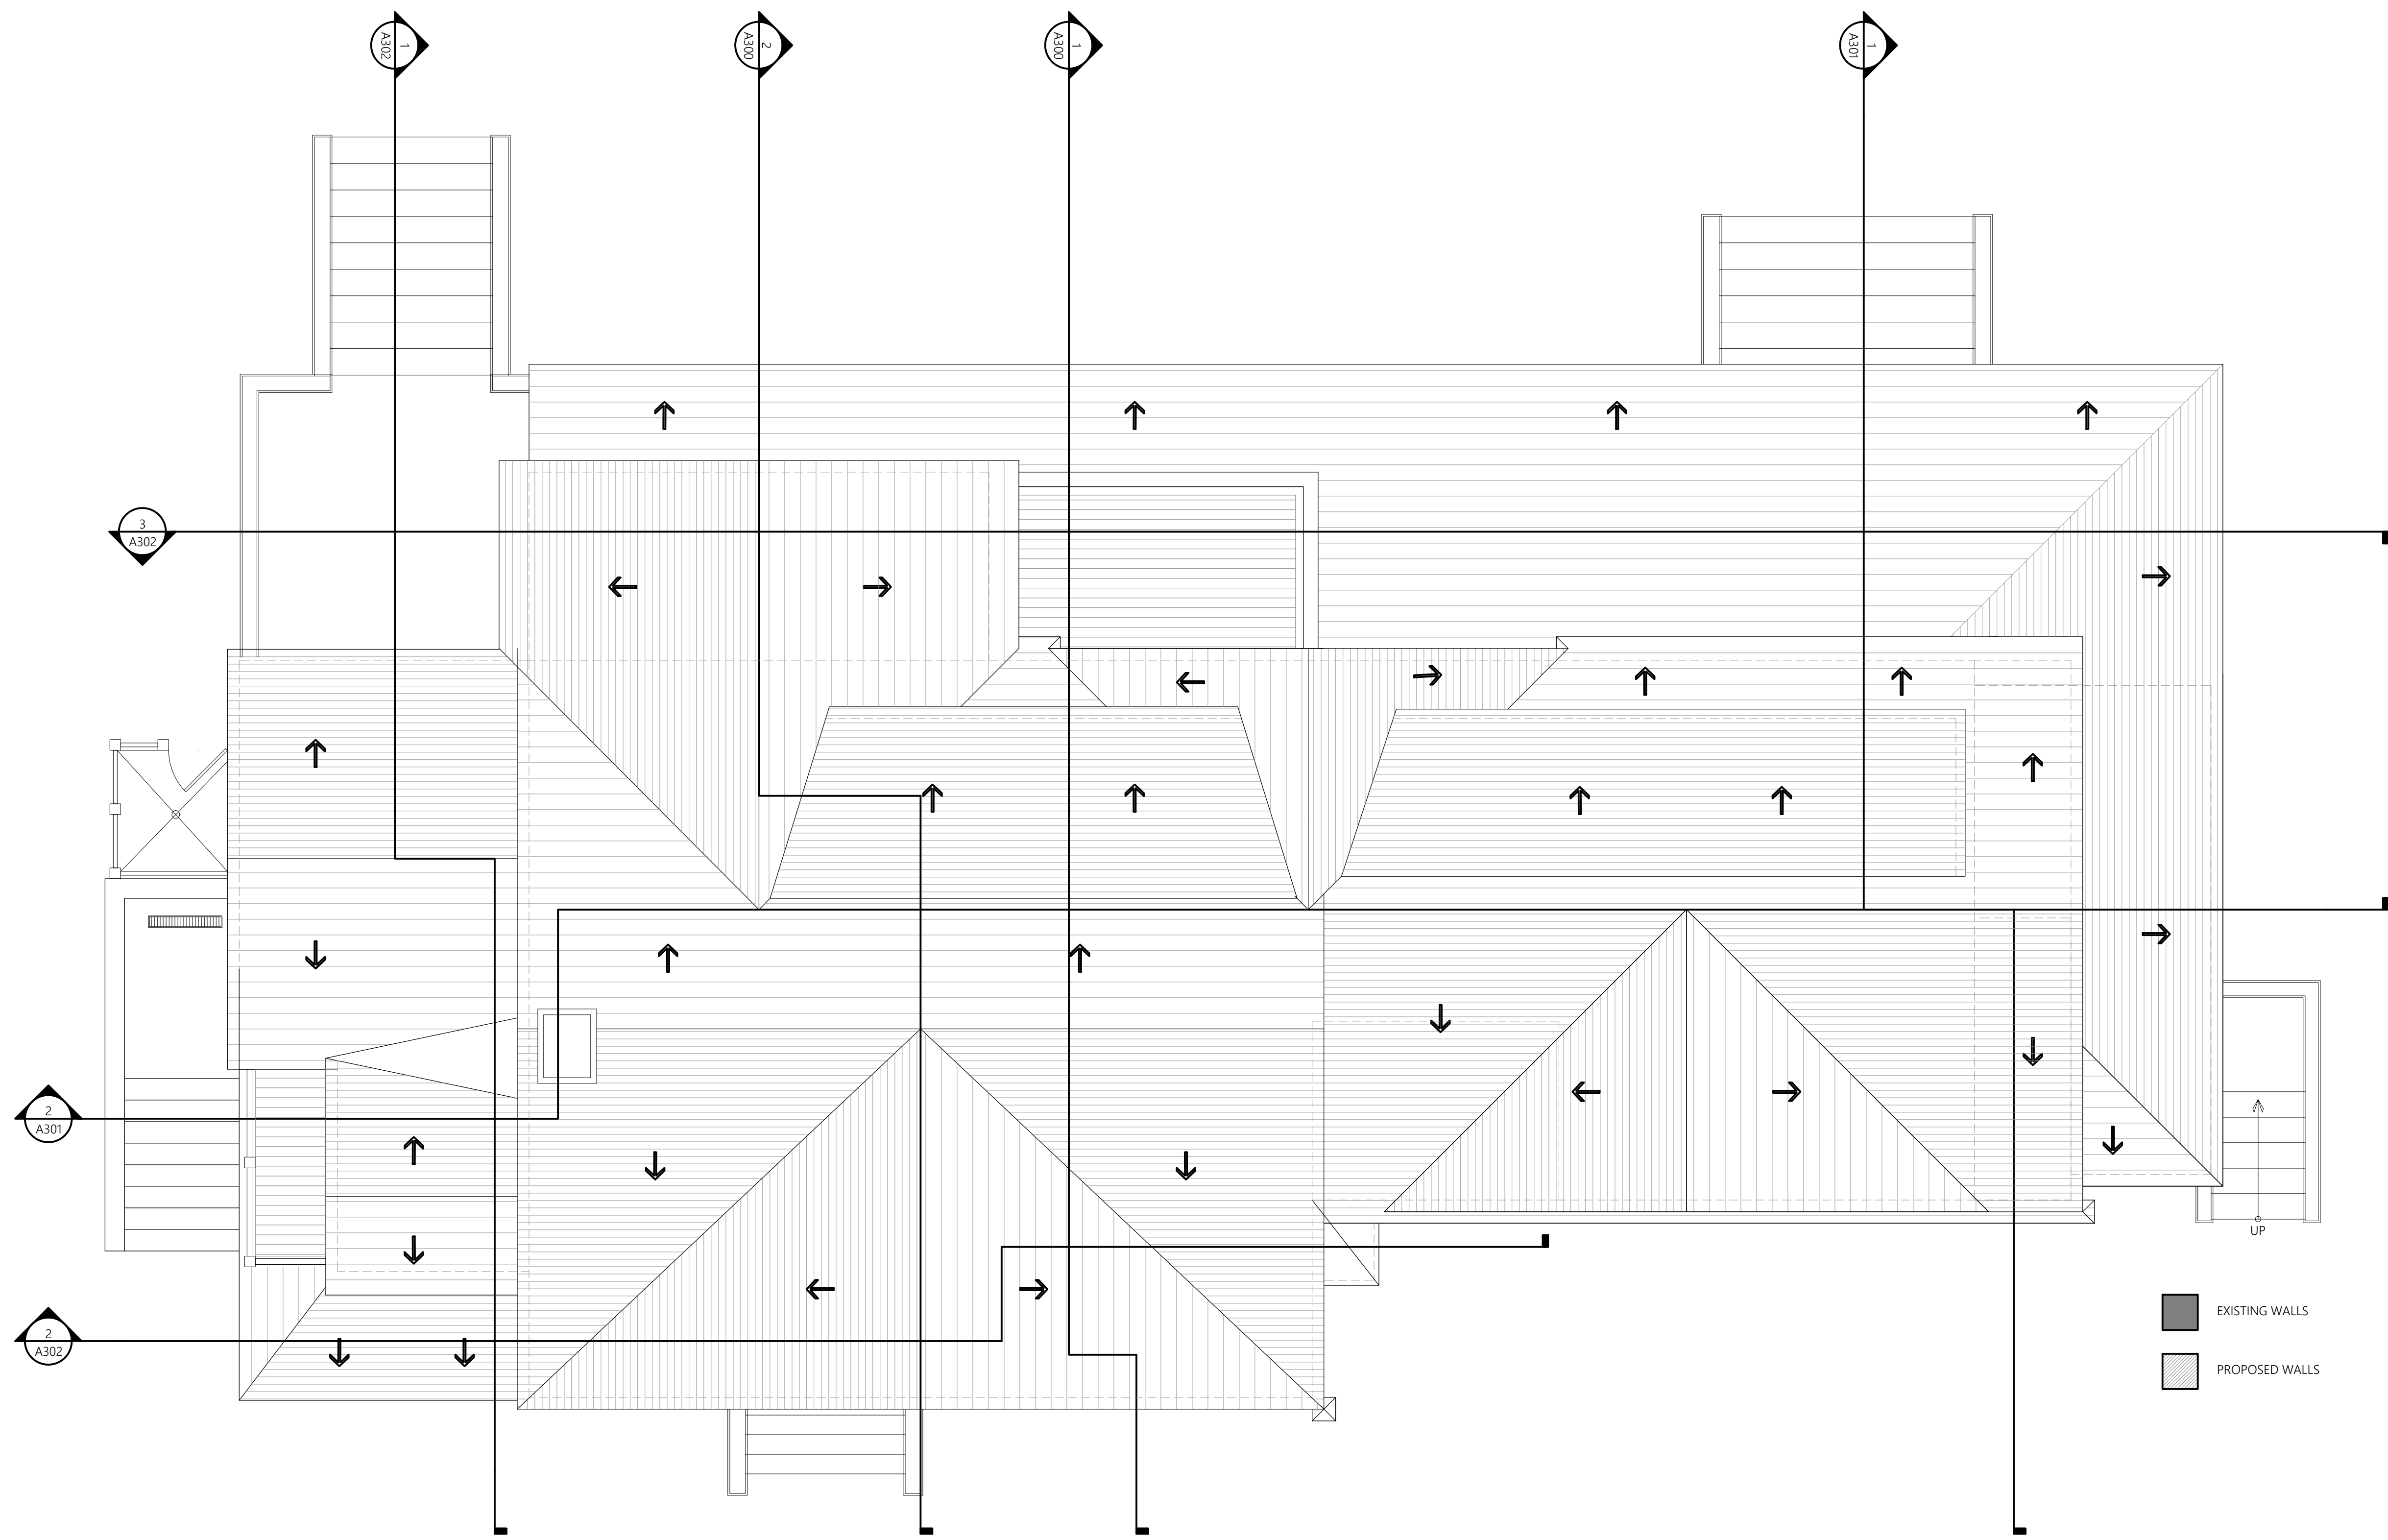 1
A302
2
A300
1
A300
1
A301
3
A302
2
A301
2
A302
UP
EXISTING WALLS
PROPOSED WALLS